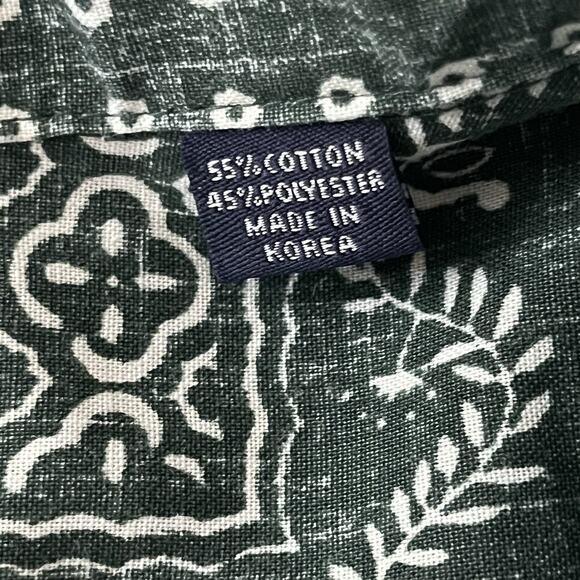 55% COTTON
45% POLYESTER
MADE IN
KOREA